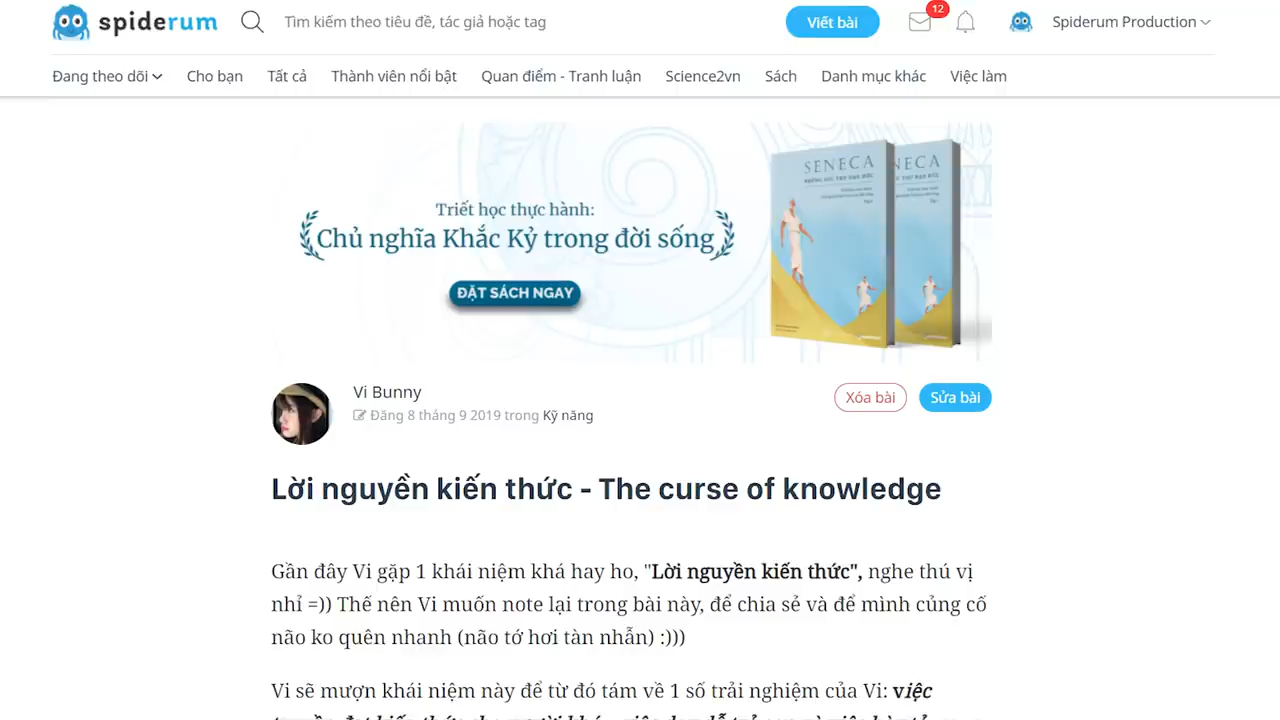 spiderum
Tìm kiếm theo tiêu đề, tác giả hoặc tag
Viết bài
12
Spiderum Production
Đang theo dõi
Cho bạn
Tất cả
Thành viên nổi bật
Quan điểm - Tranh luận
Science2vn
Sách
Danh mục khác
Việc làm
Triết học thực hành:
Chủ nghĩa Khắc Kỷ trong đời sống
ĐẶT SÁCH NGAY
SENECA
NHỮNG BỨC THƯ ĐẠO ĐỨC
Vi Bunny
Đăng 8 tháng 9 2019 trong Kỹ năng
Xóa bài
Sửa bài
Lời nguyền kiến thức - The curse of knowledge
Gần đây Vi gặp 1 khái niệm khá hay ho, "Lời nguyền kiến thức", nghe thú vị
nhỉ =)) Thế nên Vi muốn note lại trong bài này, để chia sẻ và để mình củng cố
não ko quên nhanh (não tớ hơi tàn nhẫn) :)))
Vi sẽ mượn khái niệm này để từ đó tám về 1 số trải nghiệm của Vi: việc